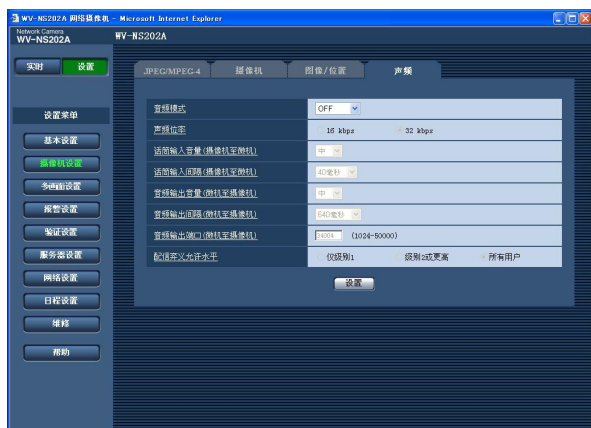 WV-NS202A 网络摄像机 - Microsoft Internet Explorer
Network Camera
WV-NS202A
WV-NS202A
实时 设置
JPEG/MPEG-4 摄像机 图像/位置 声频
设置菜单
基本设置
摄像机设置
多画面设置
报警设置
验证设置
服务器设置
网络设置
日程设置
维修
帮助
音频模式 OFF
声频位率 16 kbps 32 kbps
话筒输入音量(摄像机至微机) 中
话筒输入间隔(摄像机至微机) 40毫秒
音频输出音量(微机至摄像机) 中
音频输出间隔(微机至摄像机) 640毫秒
音频输出端口(微机至摄像机) 34004 (1024-50000)
配信弃义允许水平 仅级别1 级别2或更高 所有用户
设置